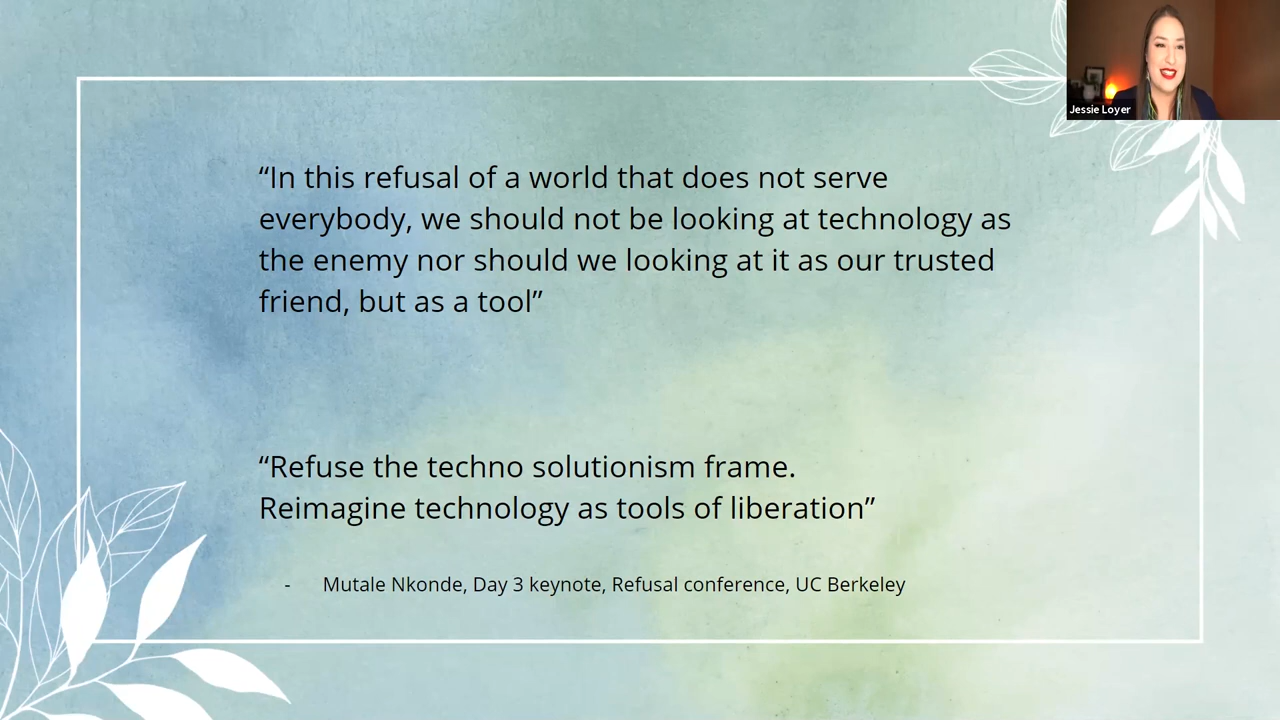 Jessie Loyer
“In this refusal of a world that does not serve
everybody, we should not be looking at technology as
the enemy nor should we looking at it as our trusted
friend, but as a tool”
“Refuse the techno solutionism frame.
Reimagine technology as tools of liberation”
- Mutale Nkonde, Day 3 keynote, Refusal conference, UC Berkeley